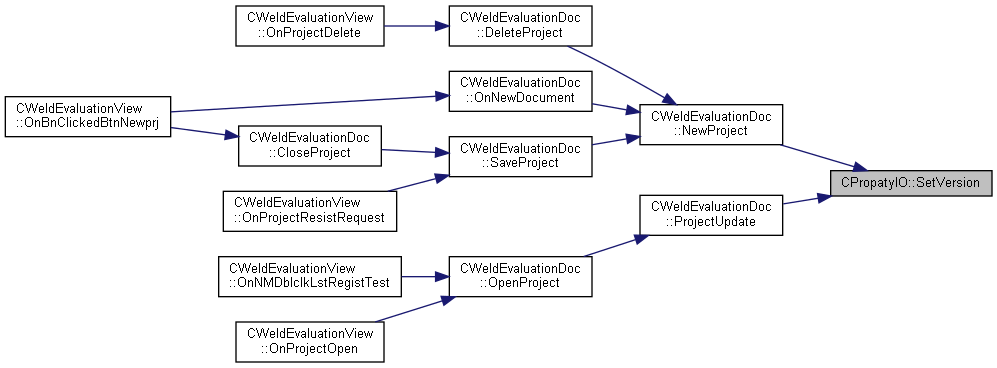 CWeldEvaluationView
::OnProjectDelete
CWeldEvaluationDoc
::DeleteProject
CWeldEvaluationDoc
::OnNewDocument
CWeldEvaluationView
::OnBnClickedBtnNewprj
CWeldEvaluationDoc
::NewProject
CWeldEvaluationDoc
::CloseProject
CWeldEvaluationDoc
::SaveProject
CPropatyIO::SetVersion
CWeldEvaluationView
::OnProjectResistRequest
CWeldEvaluationDoc
::ProjectUpdate
CWeldEvaluationView
::OnNMDblclkLstRegistTest
CWeldEvaluationDoc
::OpenProject
CWeldEvaluationView
::OnProjectOpen